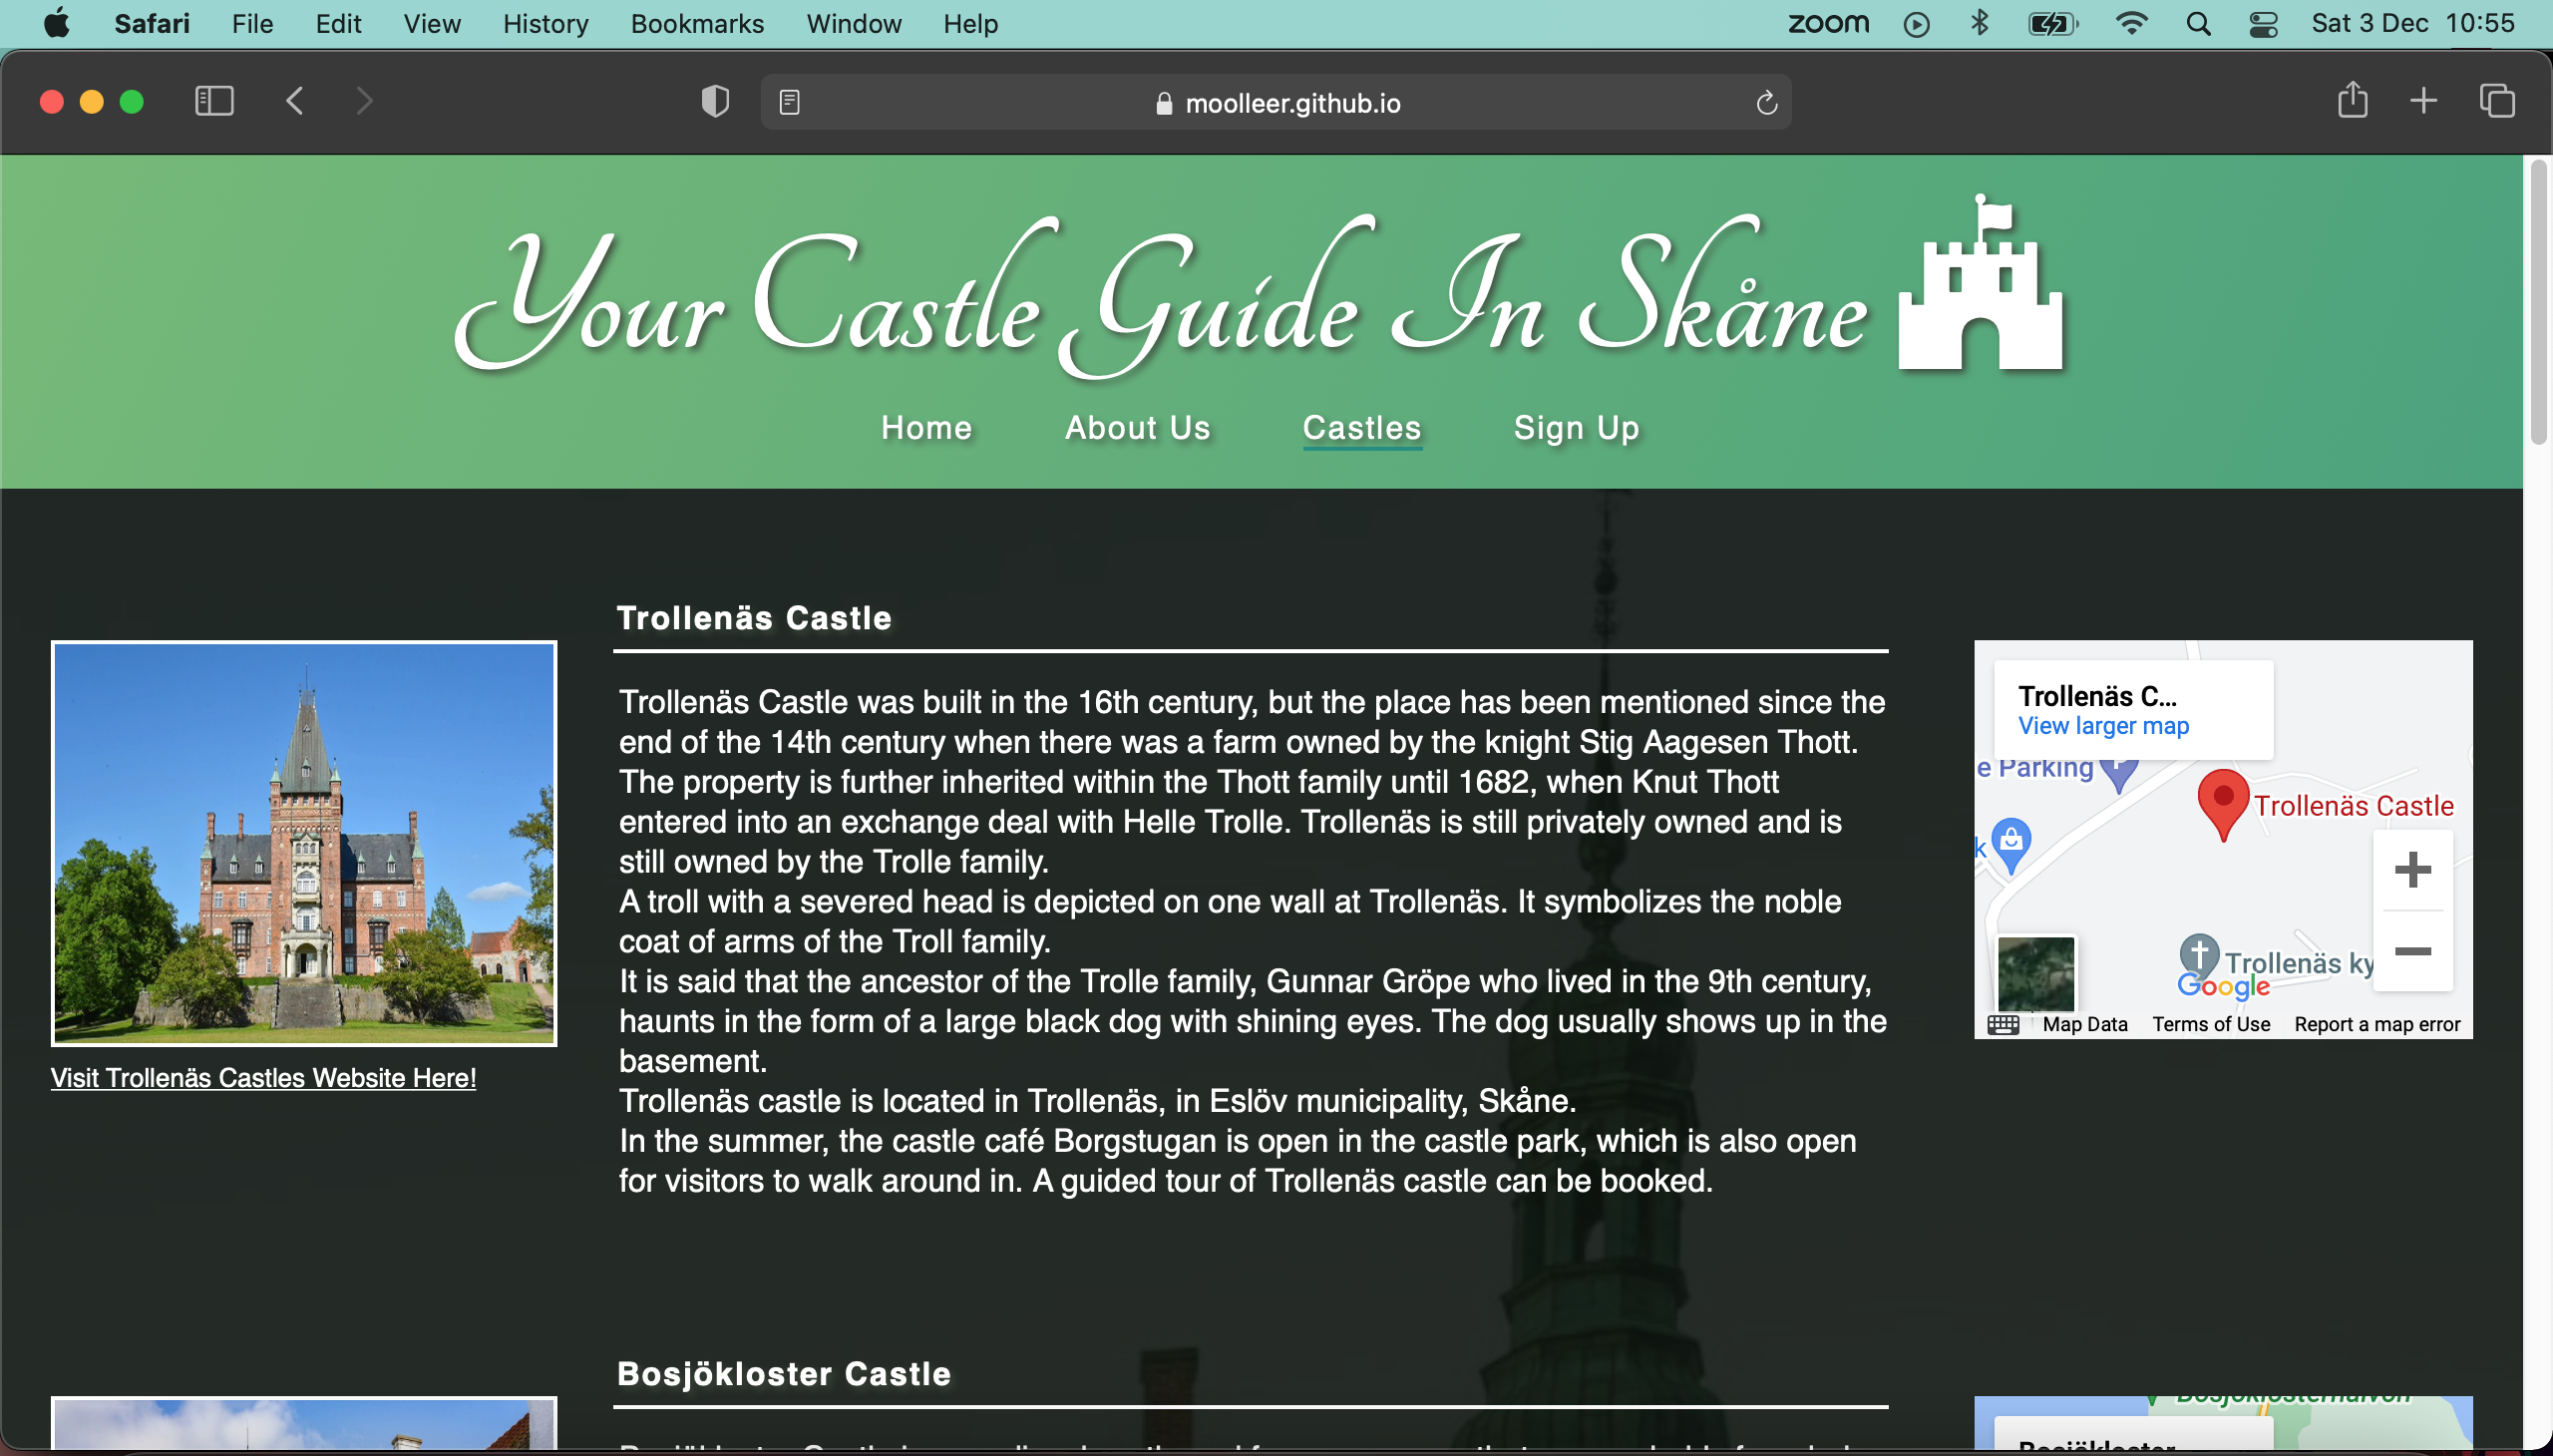 Safari File Edit View History Bookmarks Window Help zoom Sat 3 Dec 10:55
moolleer.github.io
Your Castle Guide In Skåne
Home About Us Castles Sign Up
Trollenäs Castle
Trollenäs Castle was built in the 16th century, but the place has been mentioned since the
end of the 14th century when there was a farm owned by the knight Stig Aagesen Thott.
The property is further inherited within the Thott family until 1682, when Knut Thott
entered into an exchange deal with Helle Trolle. Trollenäs is still privately owned and is
still owned by the Trolle family.
A troll with a severed head is depicted on one wall at Trollenäs. It symbolizes the noble
coat of arms of the Troll family.
It is said that the ancestor of the Trolle family, Gunnar Gröpe who lived in the 9th century,
haunts in the form of a large black dog with shining eyes. The dog usually shows up in the
basement.
Trollenäs castle is located in Trollenäs, in Eslöv municipality, Skåne.
In the summer, the castle café Borgstugan is open in the castle park, which is also open
for visitors to walk around in. A guided tour of Trollenäs castle can be booked.
Visit Trollenäs Castles Website Here!
Trollenäs C...
View larger map
e Parking
P
Trollenäs Castle
k
Trollenäs ky
Google
Map Data Terms of Use Report a map error
Bosjökloster Castle
Bosjökloster